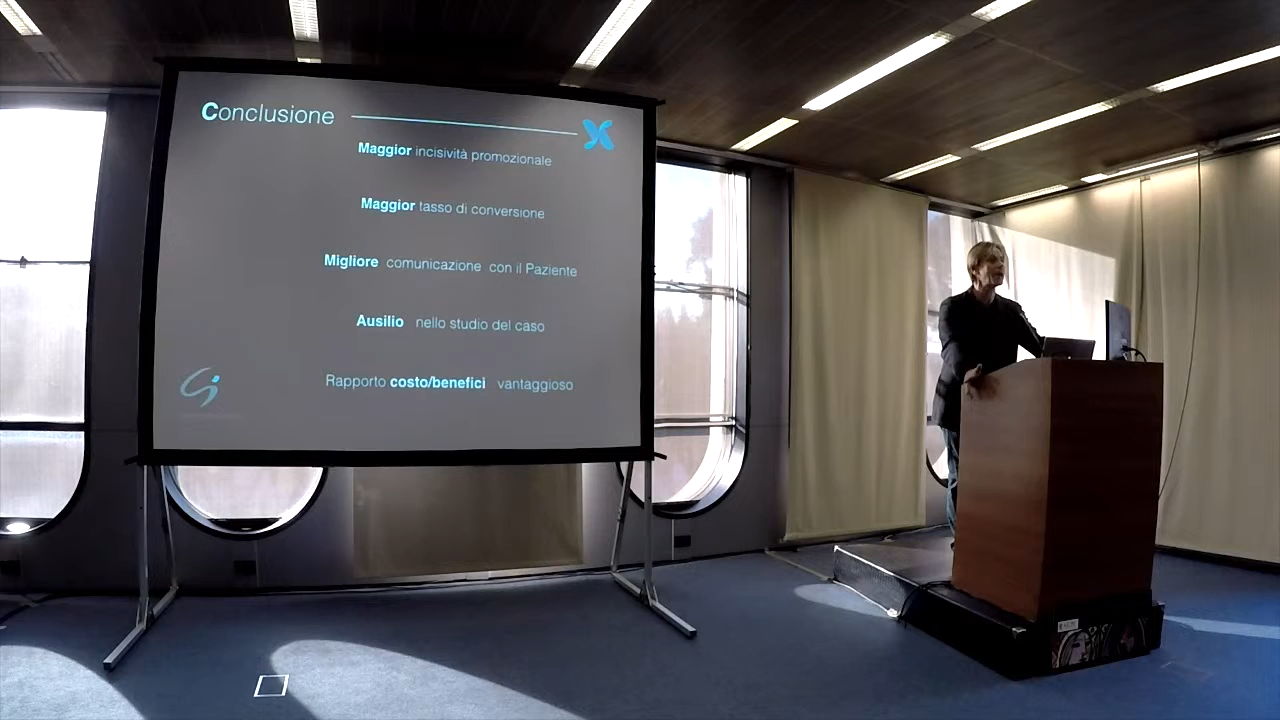 Conclusione
Maggior incisività promozionale
Maggior tasso di conversione
Migliore comunicazione con il Paziente
Ausilio nello studio del caso
Rapporto costo/benefici vantaggioso